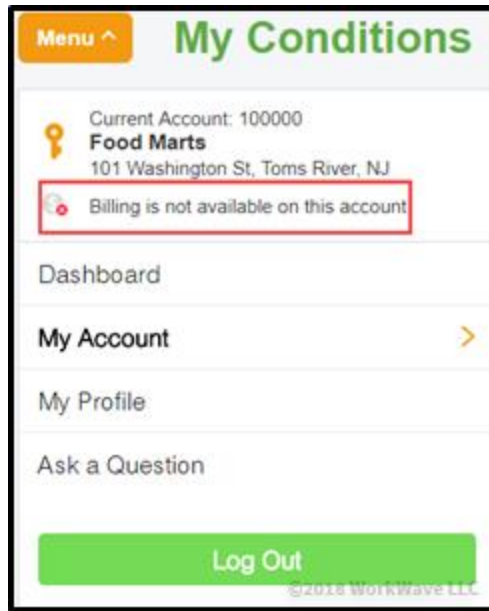 Menu ^ My Conditions
Current Account: 100000
Food Marts
101 Washington St, Toms River, NJ
Billing is not available on this account
Dashboard
My Account
My Profile
Ask a Question
Log Out
©2018 WorkWave LLC